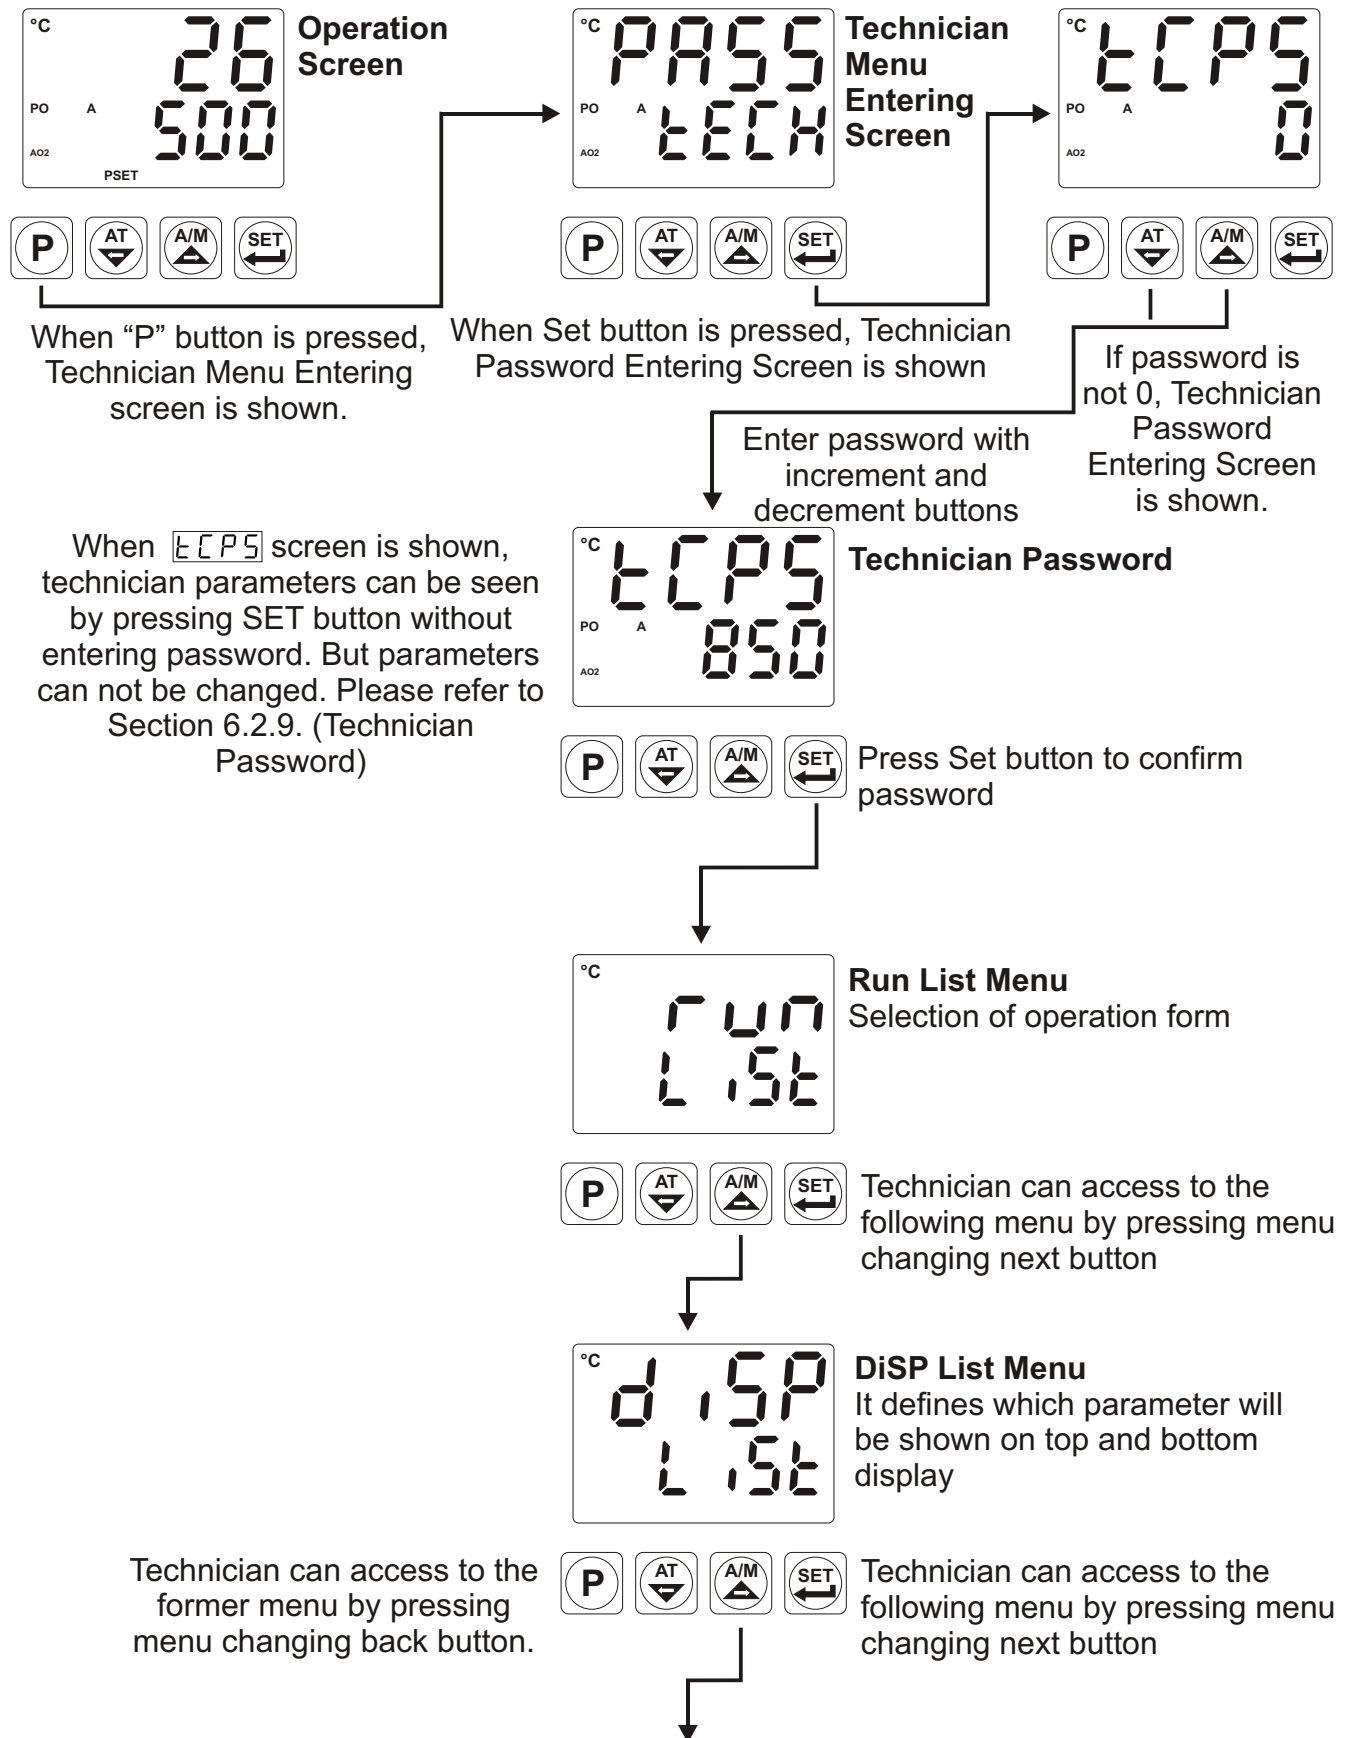 °C
26
Operation
Screen
PO A
500
AO2
PSET
P AT A/M SET
When “P” button is pressed,
Technician Menu Entering
screen is shown.
°C
PASS
Technician
Menu
Entering
Screen
PO A
tECH
AO2
P AT A/M SET
When Set button is pressed, Technician
Password Entering Screen is shown
°C
tCPS
PO A
0
AO2
P AT A/M SET
If password is
not 0, Technician
Password
Entering Screen
is shown.
Enter password with
increment and
decrement buttons
When tCPS screen is shown,
technician parameters can be seen
by pressing SET button without
entering password. But parameters
can not be changed. Please refer to
Section 6.2.9. (Technician
Password)
°C
tCPS
Technician Password
PO A
850
AO2
P AT A/M SET
Press Set button to confirm
password
°C
run
List
Run List Menu
Selection of operation form
P AT A/M SET
Technician can access to the
following menu by pressing menu
changing next button
°C
diSP
List
DiSP List Menu
It defines which parameter will
be shown on top and bottom
display
Technician can access to the
former menu by pressing
menu changing back button.
P AT A/M SET
Technician can access to the
following menu by pressing menu
changing next button